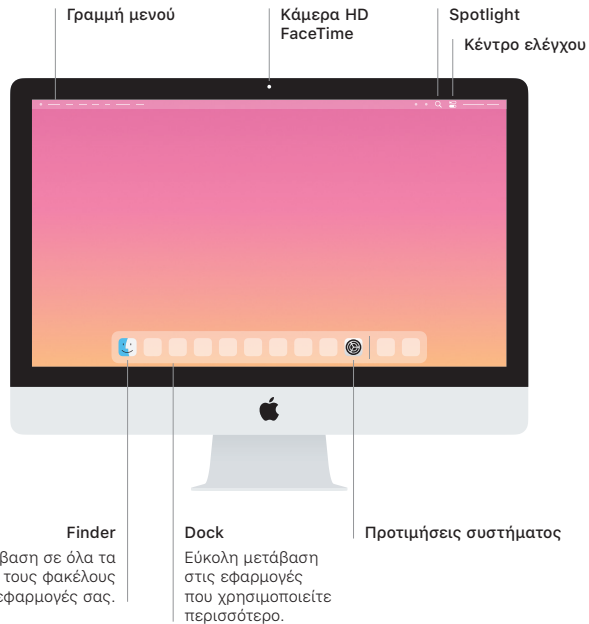 Γραμμή μενού
Κάμερα HD
FaceTime
Spotlight
Κέντρο ελέγχου
Finder
βαση σε όλα τα
τους φακέλους
εφαρμογές σας.
Dock
Εύκολη μετάβαση
στις εφαρμογές
που χρησιμοποιείτε
περισσότερο.
Προτιμήσεις συστήματος